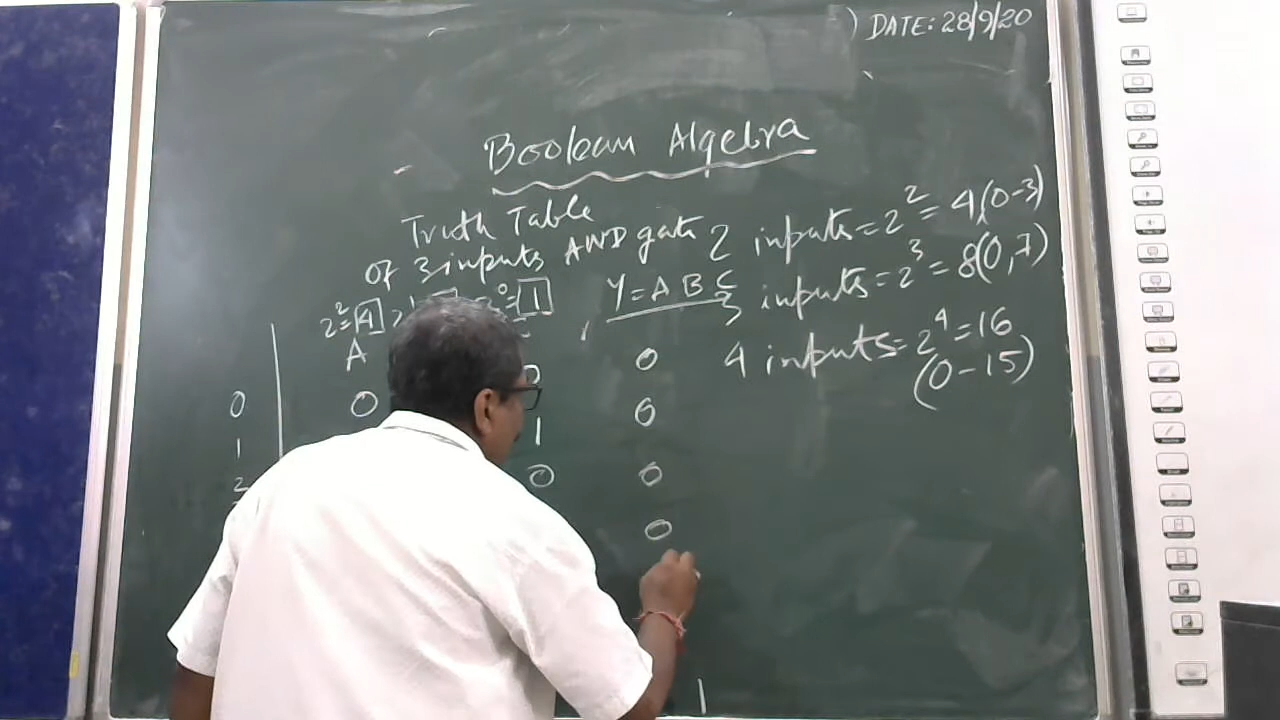 ) DATE: 28/9/20
Boolean Algebra
Truth Table
of 3 inputs AND gate
2 inputs = 2² = 4 (0-3)
3 inputs = 2³ = 8 (0, 7)
4 inputs = 2⁴ = 16
(0 - 15)
2² = 4 2¹ 0 = 1 Y = A B C
A
0 0
0 0 0
1 1 0
2 0 0
1